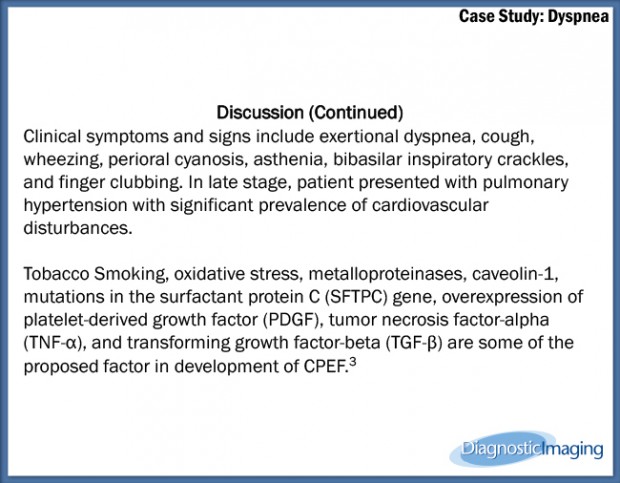 Case Study: Dyspnea
Discussion (Continued)
Clinical symptoms and signs include exertional dyspnea, cough,
wheezing, perioral cyanosis, asthenia, bibasilar inspiratory crackles,
and finger clubbing. In late stage, patient presented with pulmonary
hypertension with significant prevalence of cardiovascular
disturbances.
Tobacco Smoking, oxidative stress, metalloproteinases, caveolin-1,
mutations in the surfactant protein C (SFTPC) gene, overexpression of
platelet-derived growth factor (PDGF), tumor necrosis factor-alpha
(TNF-α), and transforming growth factor-beta (TGF-β) are some of the
proposed factor in development of CPEF.³
DiagnosticImaging